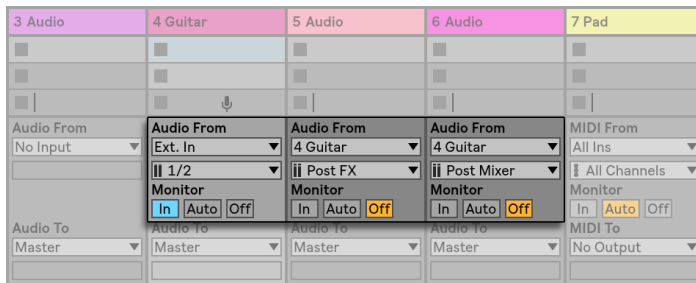 3 Audio 4 Guitar 5 Audio 6 Audio 7 Pad
Audio From Audio From Audio From Audio From MIDI From
No Input Ext. In 4 Guitar 4 Guitar All Ins
1/2 Post FX Post Mixer All Channels
Monitor Monitor Monitor Monitor
In Auto Off In Auto Off In Auto Off In Auto Off
Audio To Audio To Audio To Audio To MIDI To
Master Master Master Master No Output